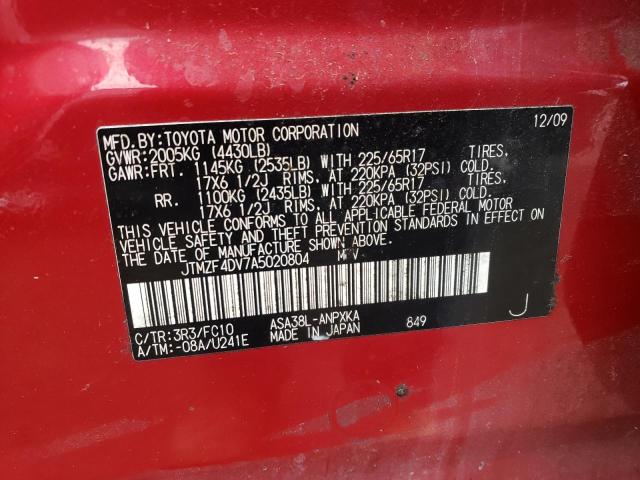 MFD.BY:TOYOTA MOTOR CORPORATION 12/09
GVWR:2005KG (4430LB)
GAWR:FRT. 1145KG (2535LB) WITH 225/65R17 TIRES,
17X6 1/2J RIMS, AT 220KPA (32PSI) COLD.
RR. 1100KG (2435LB) WITH 225/65R17 TIRES,
17X6 1/2J RIMS, AT 220KPA (32PSI) COLD.
THIS VEHICLE CONFORMS TO ALL APPLICABLE FEDERAL MOTOR
VEHICLE SAFETY AND THEFT PREVENTION STANDARDS IN EFFECT ON
THE DATE OF MANUFACTURE SHOWN ABOVE.
JTMZF4DV7A5020804 MPV
C/TR:3R3/FC10 ASA38L-ANPXKA 849 J
A/TM:-08A/U241E MADE IN JAPAN